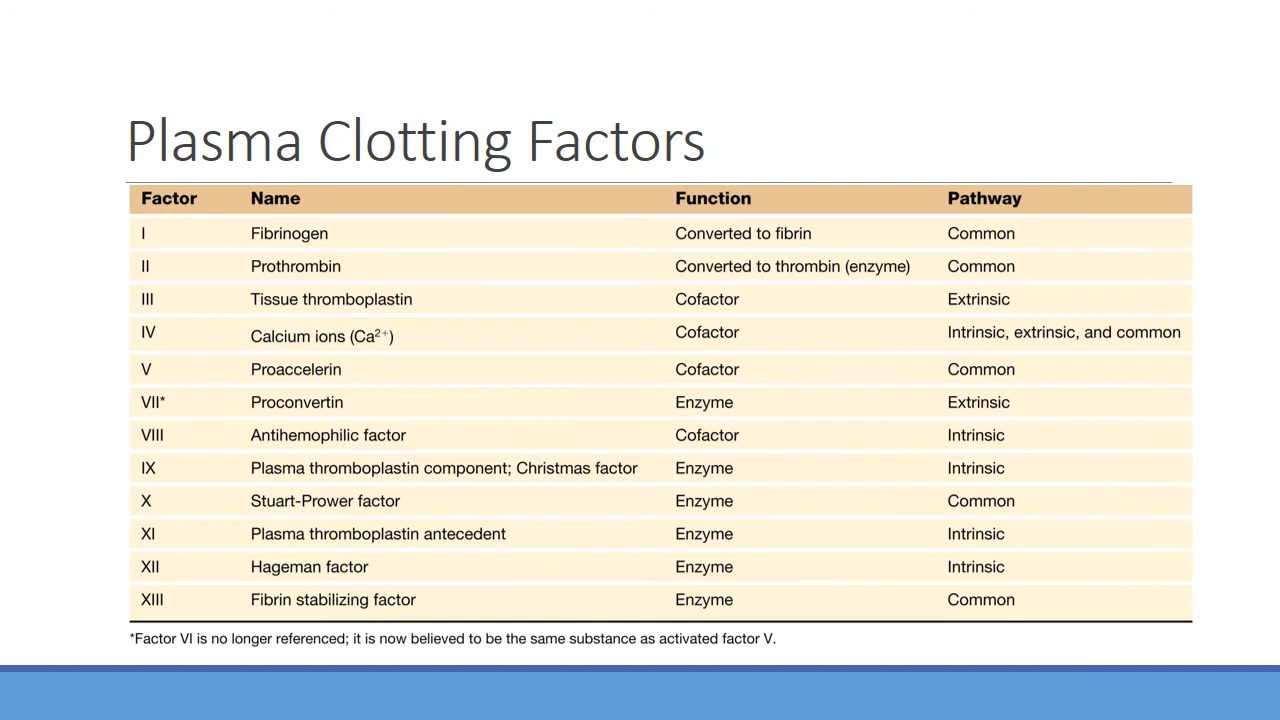 Plasma Clotting Factors
Factor Name Function Pathway
I Fibrinogen Converted to fibrin Common
II Prothrombin Converted to thrombin (enzyme) Common
III Tissue thromboplastin Cofactor Extrinsic
IV Calcium ions (Ca²⁺) Cofactor Intrinsic, extrinsic, and common
V Proaccelerin Cofactor Common
VII* Proconvertin Enzyme Extrinsic
VIII Antihemophilic factor Cofactor Intrinsic
IX Plasma thromboplastin component; Christmas factor Enzyme Intrinsic
X Stuart-Prower factor Enzyme Common
XI Plasma thromboplastin antecedent Enzyme Intrinsic
XII Hageman factor Enzyme Intrinsic
XIII Fibrin stabilizing factor Enzyme Common
*Factor VI is no longer referenced; it is now believed to be the same substance as activated factor V.